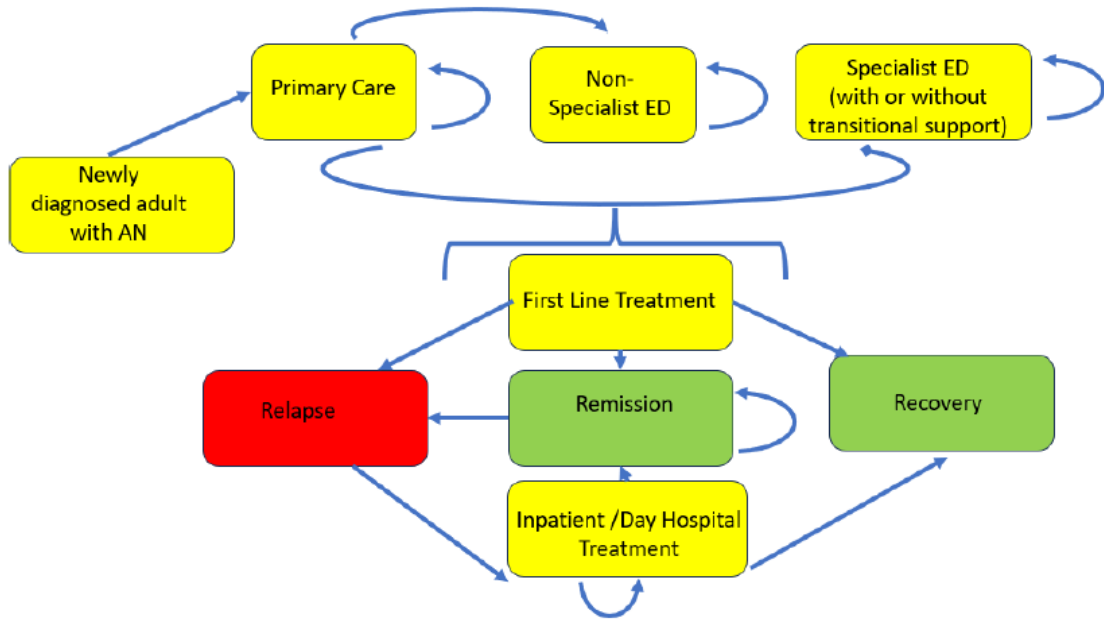 Primary Care
Non-
Specialist ED
Specialist ED
(with or without
transitional support)
Newly
diagnosed adult
with AN
First Line Treatment
Relapse
Remission
Recovery
Inpatient /Day Hospital
Treatment